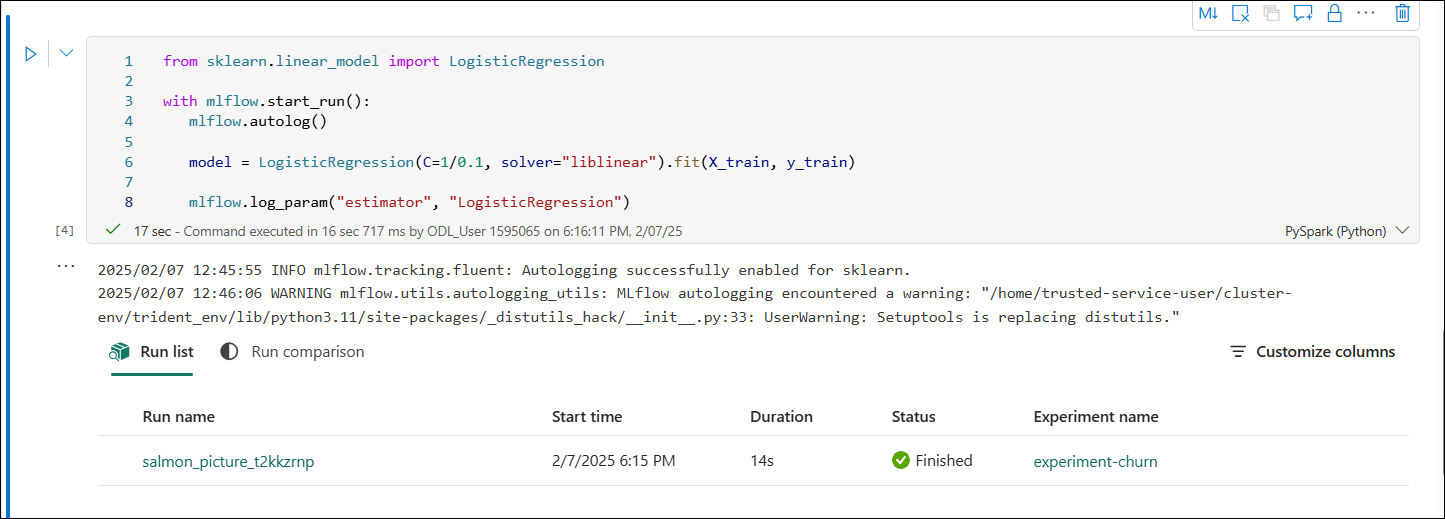 M↓
1 from sklearn.linear_model import LogisticRegression
2
3 with mlflow.start_run():
4 mlflow.autolog()
5
6 model = LogisticRegression(C=1/0.1, solver="liblinear").fit(X_train, y_train)
7
8 mlflow.log_param("estimator", "LogisticRegression")
[4] 17 sec - Command executed in 16 sec 717 ms by ODL_User 1595065 on 6:16:11 PM, 2/07/25 PySpark (Python)
2025/02/07 12:45:55 INFO mlflow.tracking.fluent: Autologging successfully enabled for sklearn.
2025/02/07 12:46:06 WARNING mlflow.utils.autologging_utils: MLflow autologging encountered a warning: "/home/trusted-service-user/cluster-
env/trident_env/lib/python3.11/site-packages/_distutils_hack/__init__.py:33: UserWarning: Setuptools is replacing distutils."
Run list Run comparison Customize columns
Run name Start time Duration Status Experiment name
salmon_picture_t2kkzrnp 2/7/2025 6:15 PM 14s Finished experiment-churn